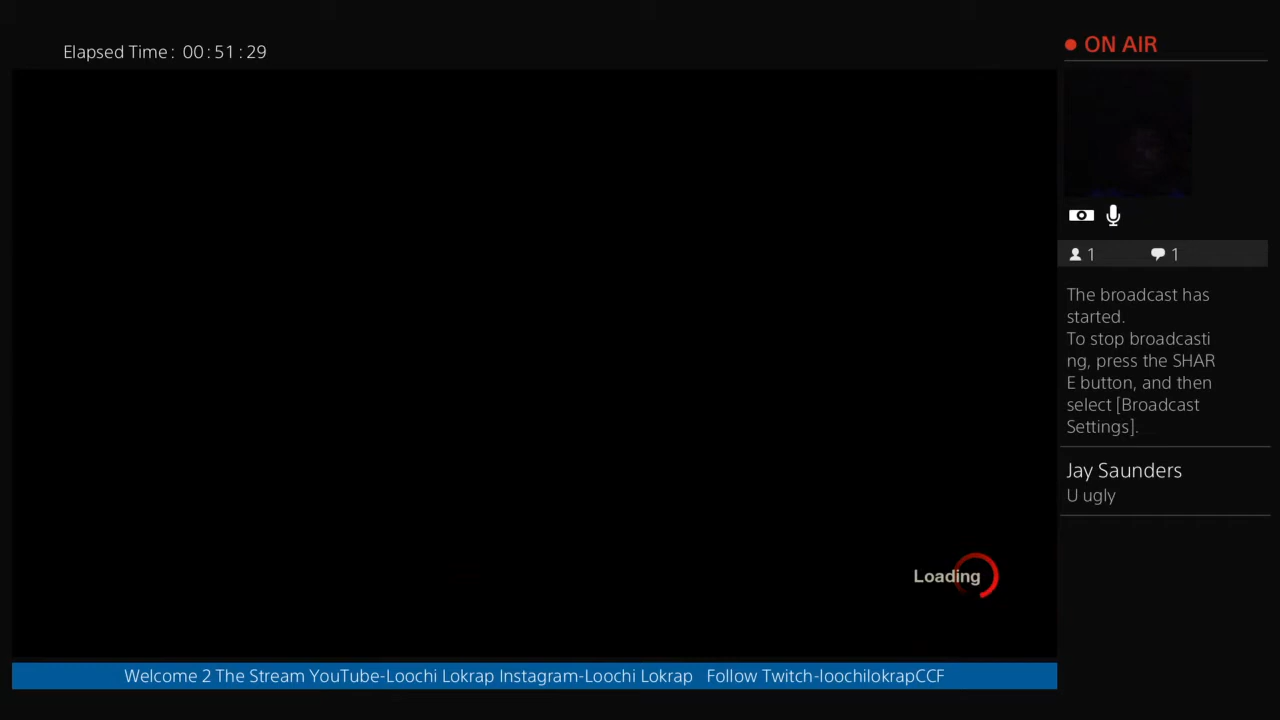 Elapsed Time: 00:51:29
ON AIR
1 1
The broadcast has
started.
To stop broadcasti
ng, press the SHAR
E button, and then
select [Broadcast
Settings].
Jay Saunders
U ugly
Loading
Welcome 2 The Stream YouTube-Loochi Lokrap Instagram-Loochi Lokrap Follow Twitch-loochilokrapCCF